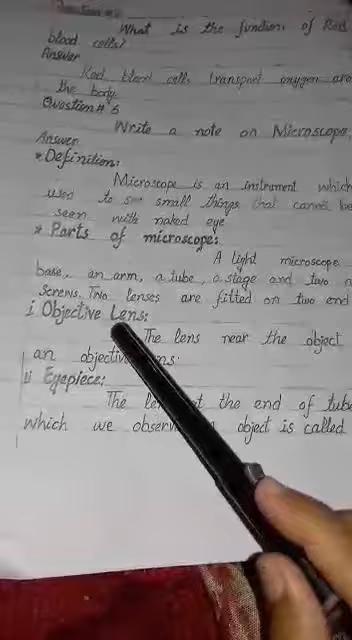 Question #
What is the function of Red
blood cells?
Answer
Red blood cells transport oxygen
the body.
Question # 6
Write a note on Microscope.
Answer
* Definition:
Microscope is an instrument which
used to see small things that cannot be
seen with naked eye
* Parts of microscope:
A light microscope
base, an arm, a tube, a stage and two
screws. Two lenses are fitted on two end
i Objective Lens:
The lens near the object
an objective
ii Eyepiece:
The at the end of tube
which we object is called